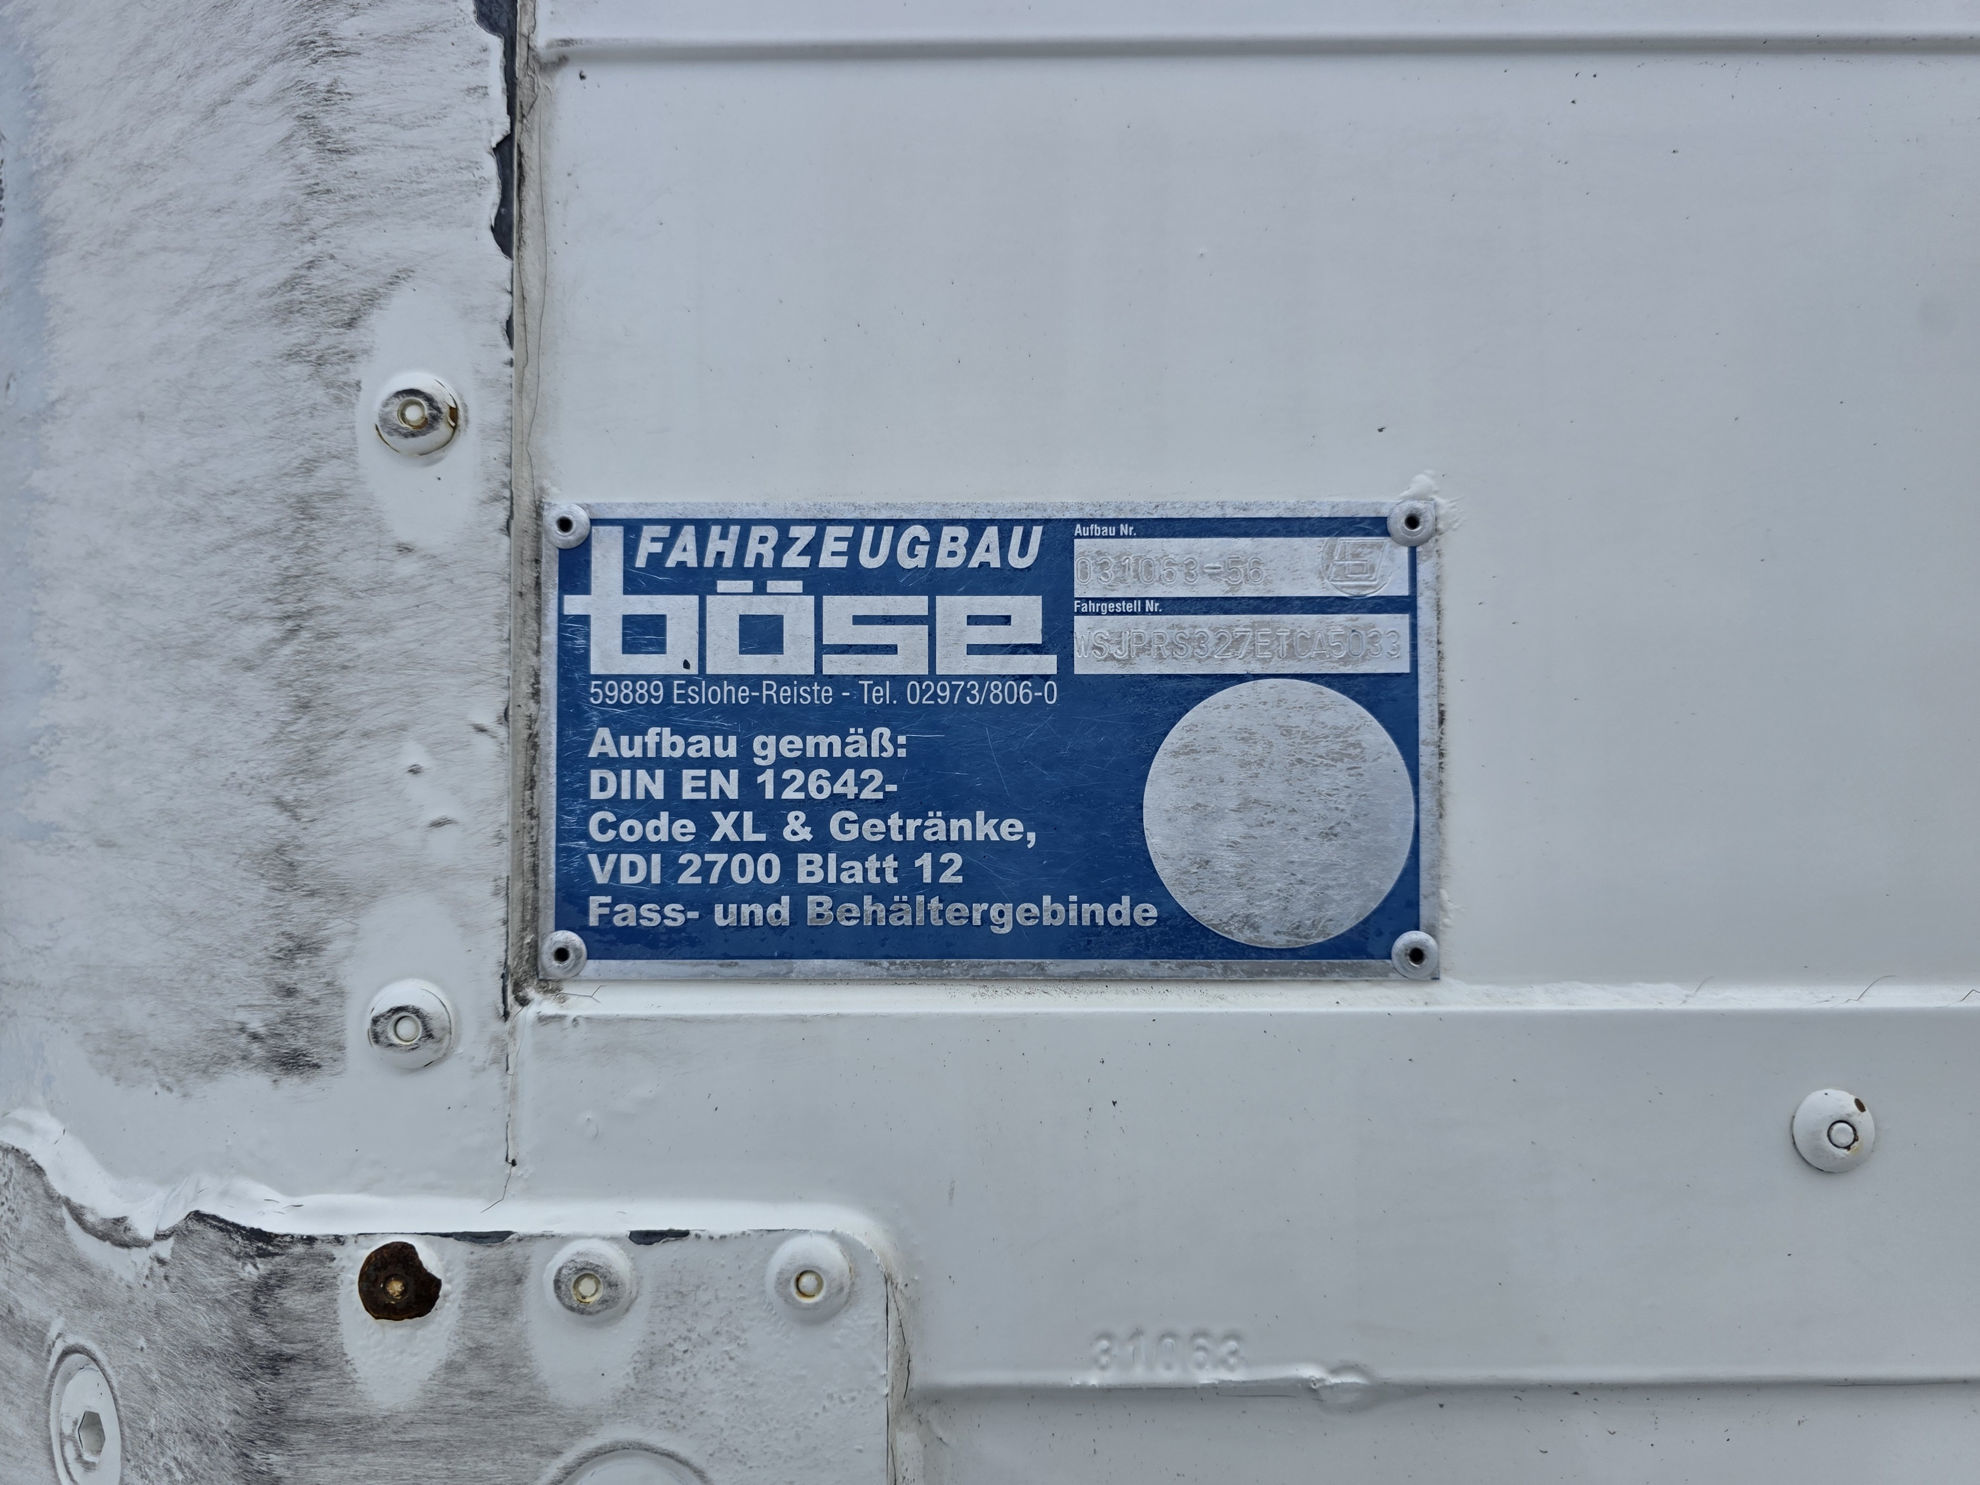 FAHRZEUGBAU
böse
59889 Eslohe-Reiste - Tel. 02973/806-0
Aufbau Nr.
031063-56
Fahrgestell Nr.
WSJPRS327ETCA5033
Aufbau gemäß:
DIN EN 12642-
Code XL & Getränke,
VDI 2700 Blatt 12
Fass- und Behältergebinde
31063